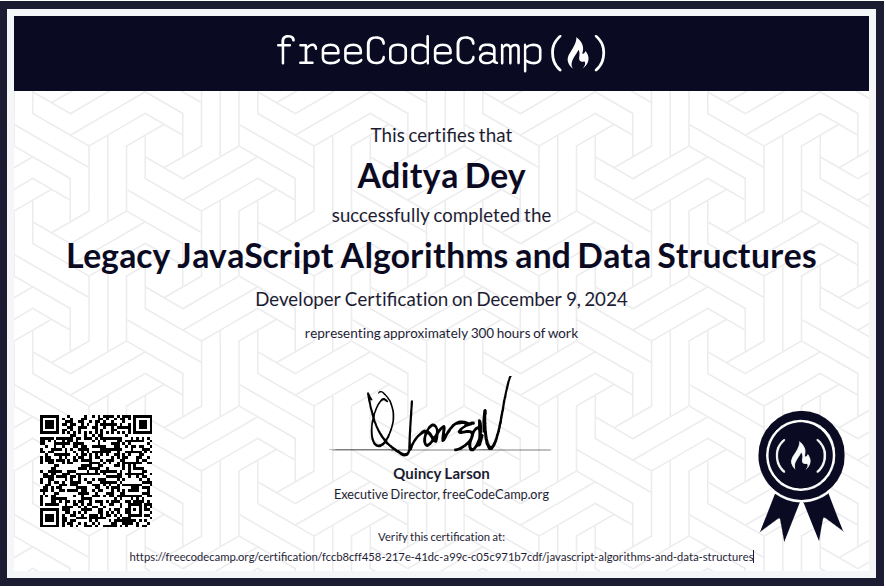 freeCodeCamp
This certifies that
Aditya Dey
successfully completed the
Legacy JavaScript Algorithms and Data Structures
Developer Certification on December 9, 2024
representing approximately 300 hours of work
Quincy Larson
Executive Director, freeCodeCamp.org
Verify this certification at:
https://freecodecamp.org/certification/fccb8cff458-217e-41dc-a99c-c05c971b7cdf/javascript-algorithms-and-data-structures